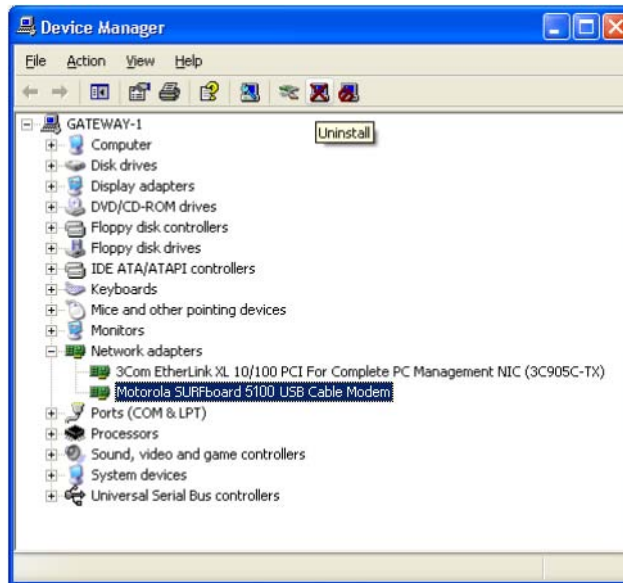 Device Manager
File Action View Help
Uninstall
GATEWAY-1
Computer
Disk drives
Display adapters
DVD/CD-ROM drives
Floppy disk controllers
Floppy disk drives
IDE ATA/ATAPI controllers
Keyboards
Mice and other pointing devices
Monitors
Network adapters
3Com EtherLink XL 10/100 PCI For Complete PC Management NIC (3C905C-TX)
Motorola SURFboard 5100 USB Cable Modem
Ports (COM & LPT)
Processors
Sound, video and game controllers
System devices
Universal Serial Bus controllers